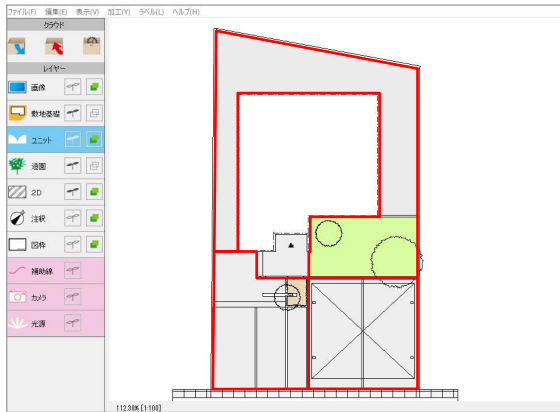 ファイル(F) 編集(E) 表示(V) 加工(Y) ラベル(L) ヘルプ(H)
クラウド
レイヤー
画像
敷地基礎
ユニット
造園
2D
注釈
図枠
補助線
カメラ
光源
112.38% [1:100]